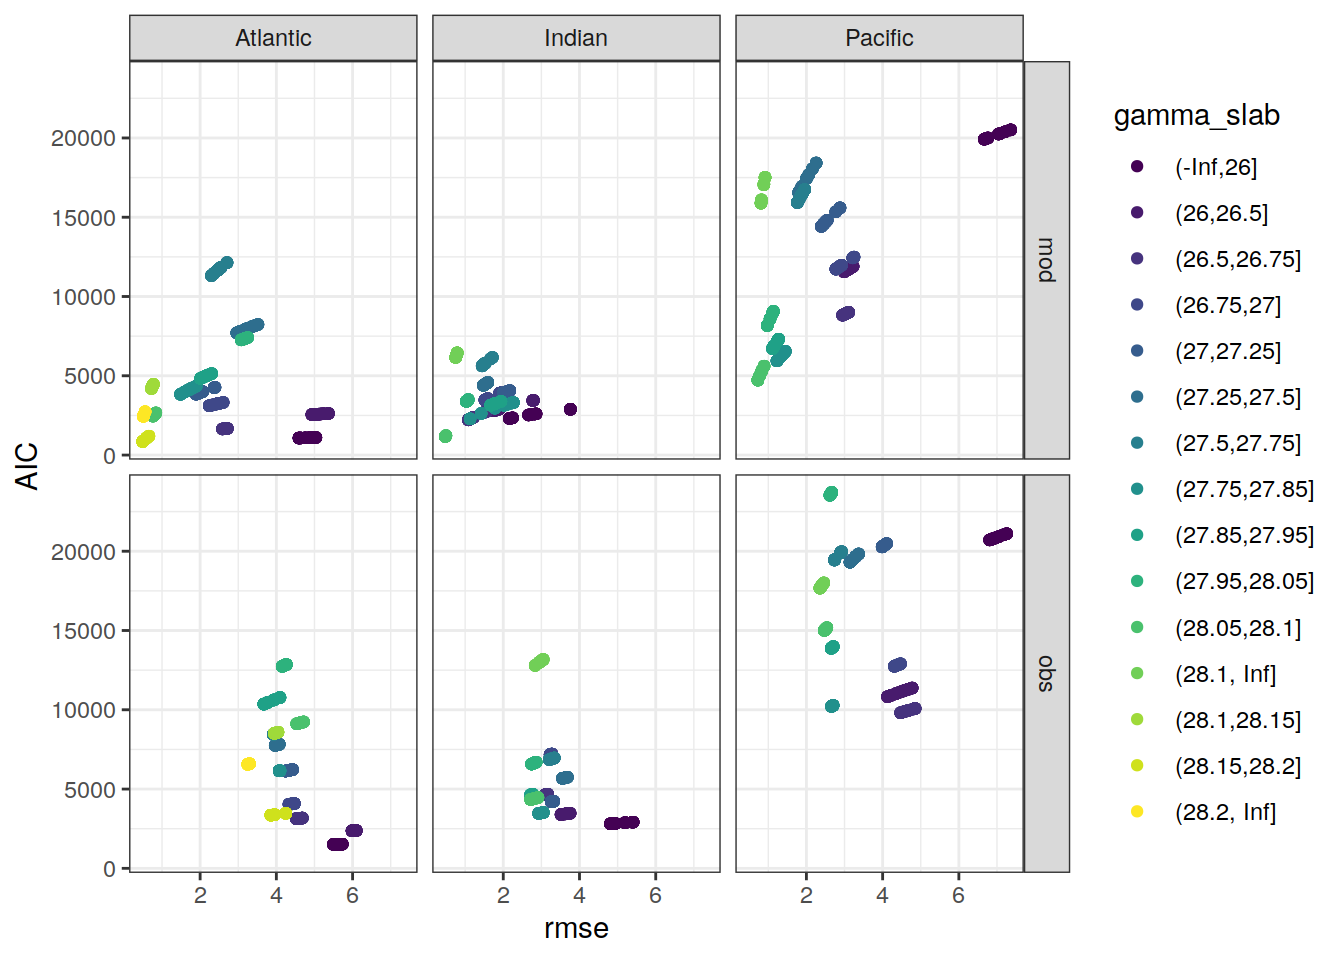 Atlantic Indian Pacific
mod
obs
AIC
20000
15000
10000
5000
0
20000
15000
10000
5000
0
2 4 6 2 4 6 2 4 6
rmse
gamma_slab
(-Inf,26]
(26,26.5]
(26.5,26.75]
(26.75,27]
(27,27.25]
(27.25,27.5]
(27.5,27.75]
(27.75,27.85]
(27.85,27.95]
(27.95,28.05]
(28.05,28.1]
(28.1, Inf]
(28.1,28.15]
(28.15,28.2]
(28.2, Inf]